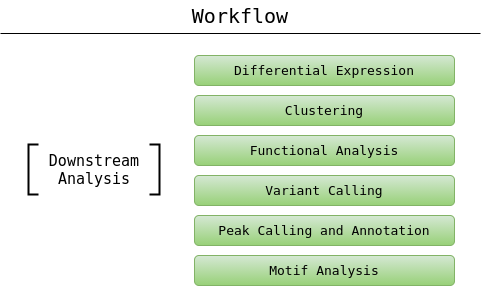 Workflow
Differential Expression
Clustering
Functional Analysis
Downstream
Analysis
Variant Calling
Peak Calling and Annotation
Motif Analysis